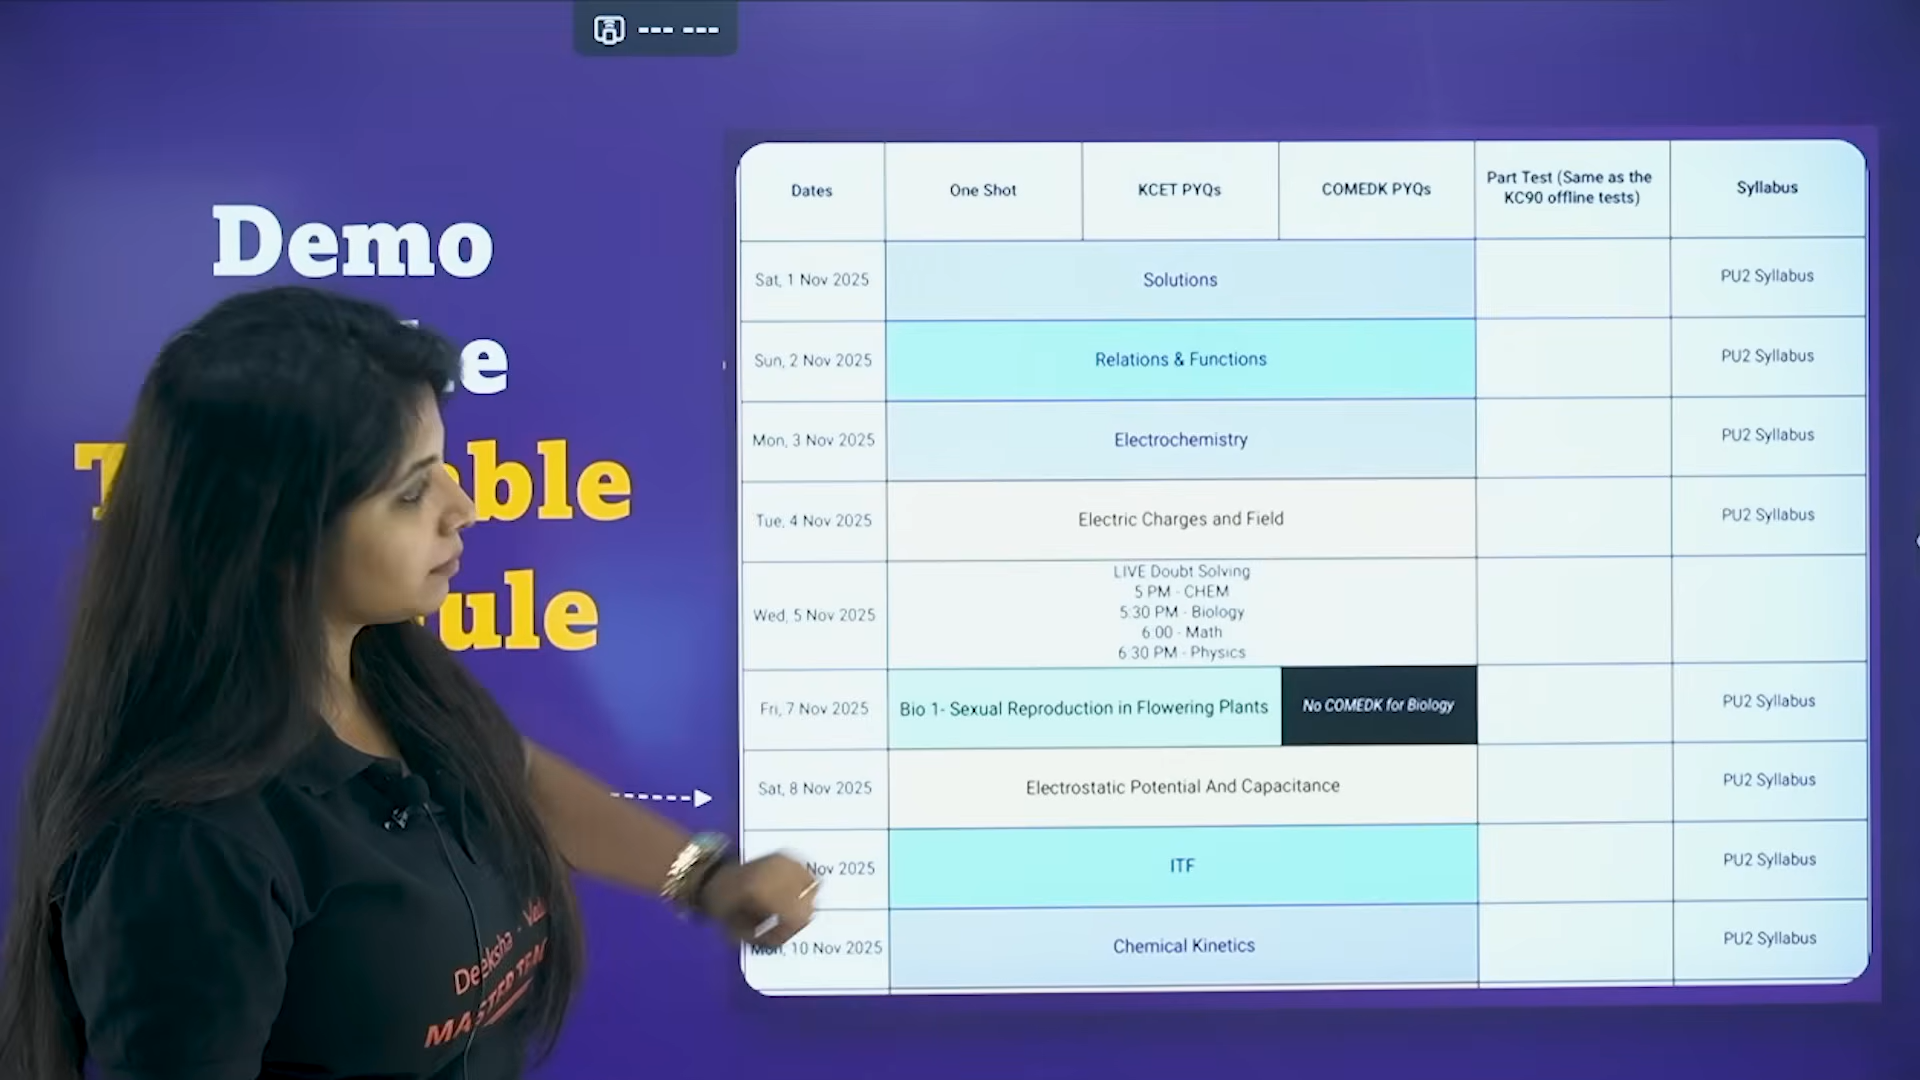 --- ---
Demo
e
T able
ule
Dates
One Shot
KCET PYQs
COMEDK PYQs
Part Test (Same as the
KC90 offline tests)
Syllabus
Sat, 1 Nov 2025
Solutions
PU2 Syllabus
Sun, 2 Nov 2025
Relations & Functions
PU2 Syllabus
Mon, 3 Nov 2025
Electrochemistry
PU2 Syllabus
Tue, 4 Nov 2025
Electric Charges and Field
PU2 Syllabus
Wed, 5 Nov 2025
LIVE Doubt Solving
5 PM - CHEM
5:30 PM - Biology
6:00 - Math
6:30 PM - Physics
Fri, 7 Nov 2025
Bio 1- Sexual Reproduction in Flowering Plants
No COMEDK for Biology
PU2 Syllabus
Sat, 8 Nov 2025
Electrostatic Potential And Capacitance
PU2 Syllabus
Nov 2025
ITF
PU2 Syllabus
Mon, 10 Nov 2025
Chemical Kinetics
PU2 Syllabus
Deeksha